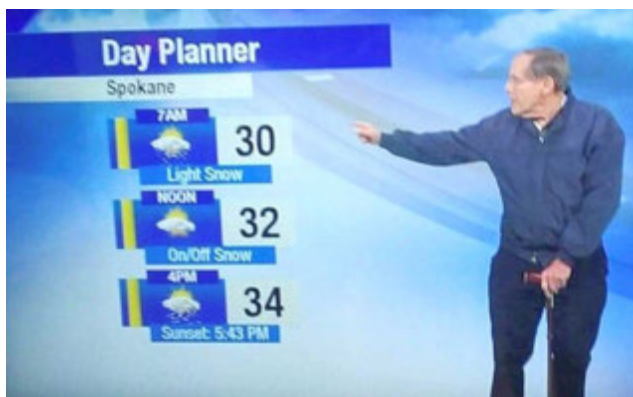 Day Planner
Spokane
7AM
30
Light Snow
NOON
32
On/Off Snow
4PM
34
Sunset: 5:43 PM